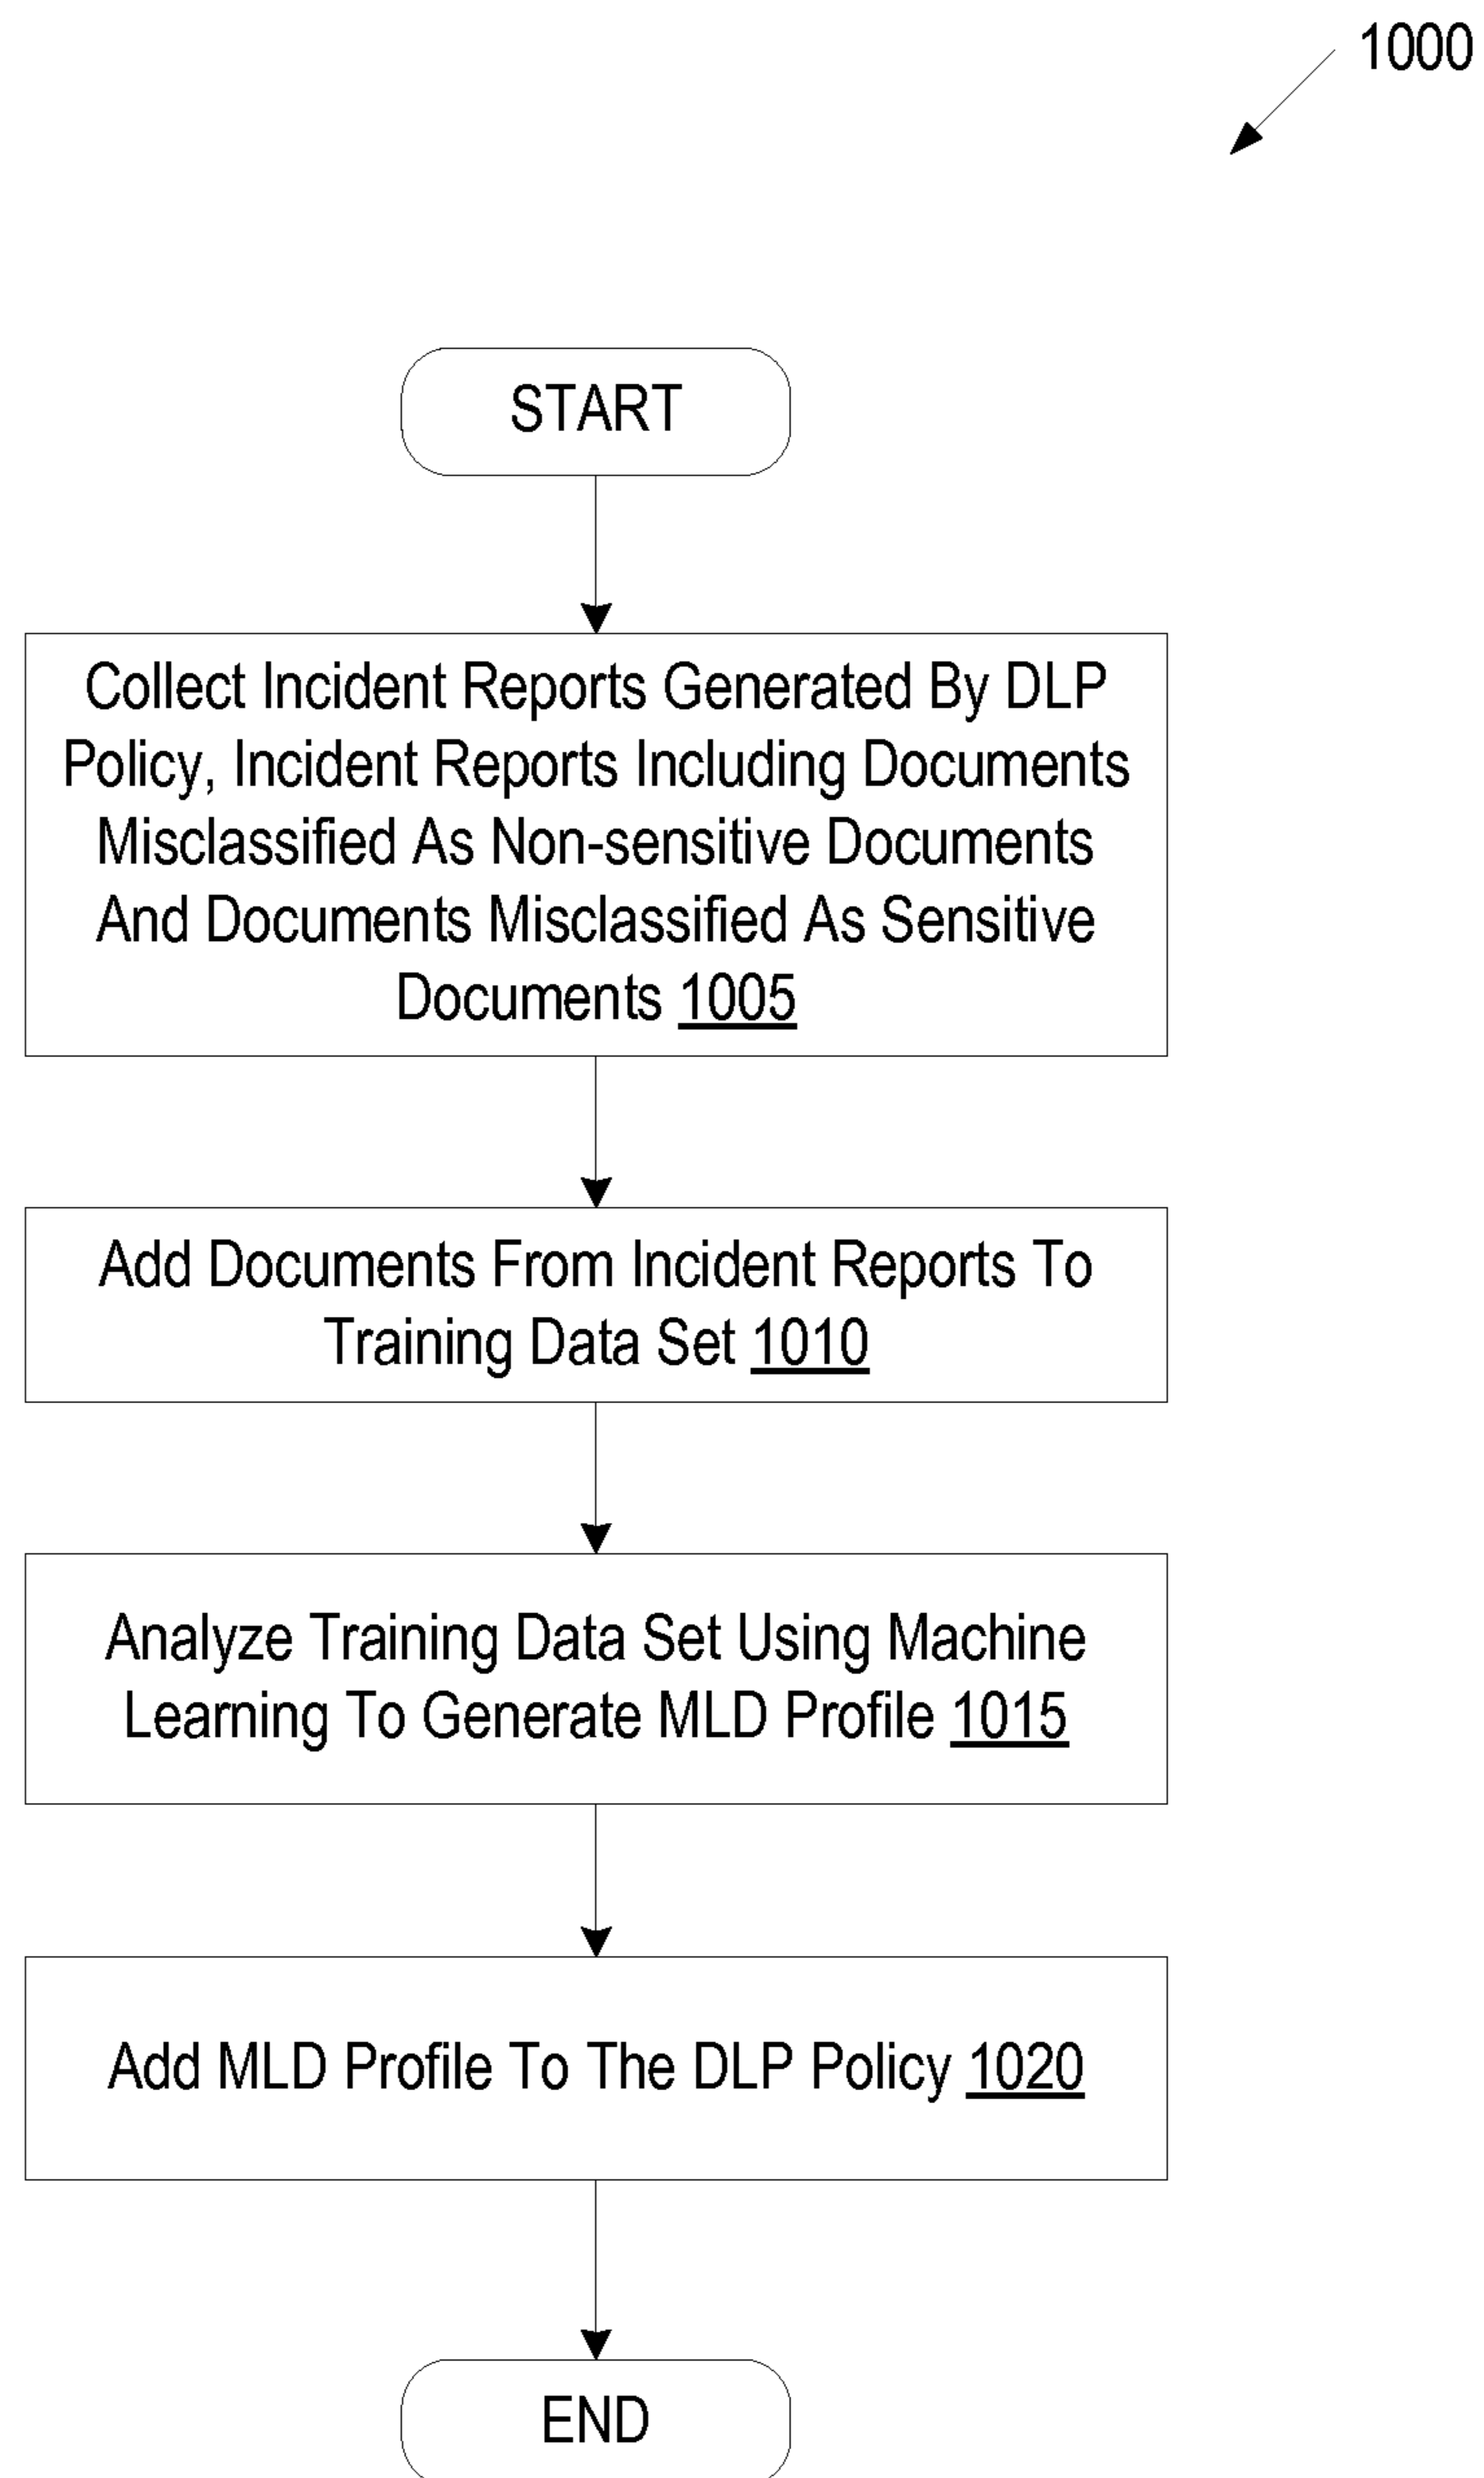 1000
START
Collect Incident Reports Generated By DLP
Policy, Incident Reports Including Documents
Misclassified As Non-sensitive Documents
And Documents Misclassified As Sensitive
Documents 1005
Add Documents From Incident Reports To
Training Data Set 1010
Analyze Training Data Set Using Machine
Learning To Generate MLD Profile 1015
Add MLD Profile To The DLP Policy 1020
END